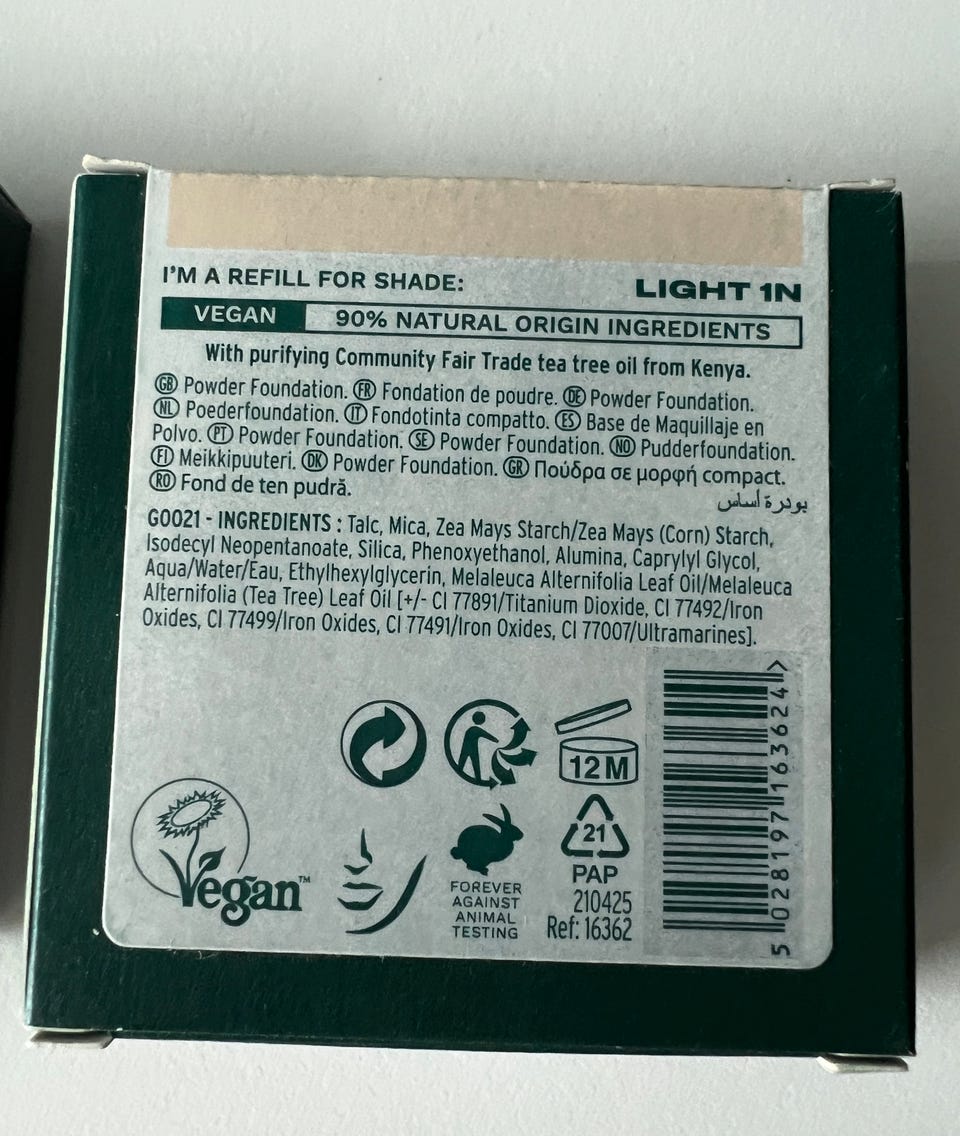 I'M A REFILL FOR SHADE: LIGHT 1N
VEGAN 90% NATURAL ORIGIN INGREDIENTS
With purifying Community Fair Trade tea tree oil from Kenya.
GB Powder Foundation. FR Fondation de poudre. DE Powder Foundation.
NL Poederfoundation. IT Fondotinta compatto. ES Base de Maquillaje en
Polvo. PT Powder Foundation. SE Powder Foundation. NO Pudderfoundation.
FI Meikkipuuteri. DK Powder Foundation. GR Πούδρα σε μορφή compact.
RO Fond de ten pudră.
بودرة أساس
G0021 - INGREDIENTS : Talc, Mica, Zea Mays Starch/Zea Mays (Corn) Starch,
Isodecyl Neopentanoate, Silica, Phenoxyethanol, Alumina, Caprylyl Glycol,
Aqua/Water/Eau, Ethylhexylglycerin, Melaleuca Alternifolia Leaf Oil/Melaleuca
Alternifolia (Tea Tree) Leaf Oil [+/- CI 77891/Titanium Dioxide, CI 77492/Iron
Oxides, CI 77499/Iron Oxides, CI 77491/Iron Oxides, CI 77007/Ultramarines].
12M
Vegan™
FOREVER
AGAINST
ANIMAL
TESTING
21
PAP
210425
Ref: 16362
5 028197 163624 >